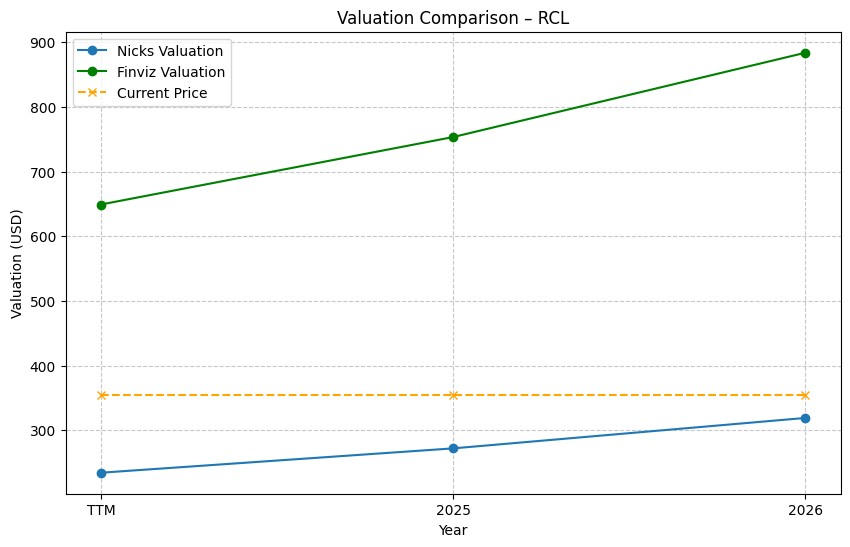 Valuation Comparison – RCL
Nicks Valuation
Finviz Valuation
Current Price
Valuation (USD)
900
800
700
600
500
400
300
TTM
2025
2026
Year